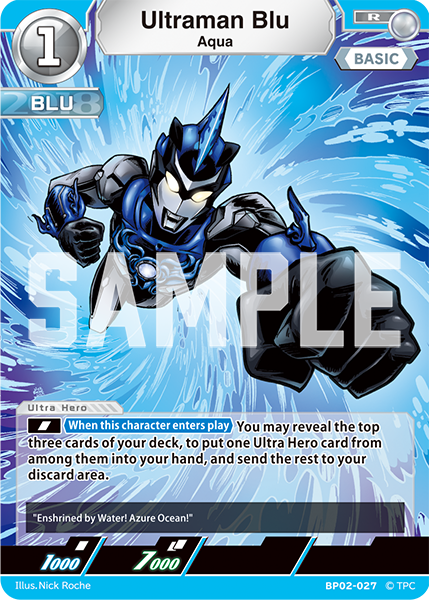 1
Ultraman Blu
Aqua
R
BASIC
BLU
SAMPLE
Ultra Hero
When this character enters play You may reveal the top
three cards of your deck, to put one Ultra Hero card from
among them into your hand, and send the rest to your
discard area.
"Enshrined by Water! Azure Ocean!"
1000
7000
Illus.Nick Roche
BP02-027 © TPC